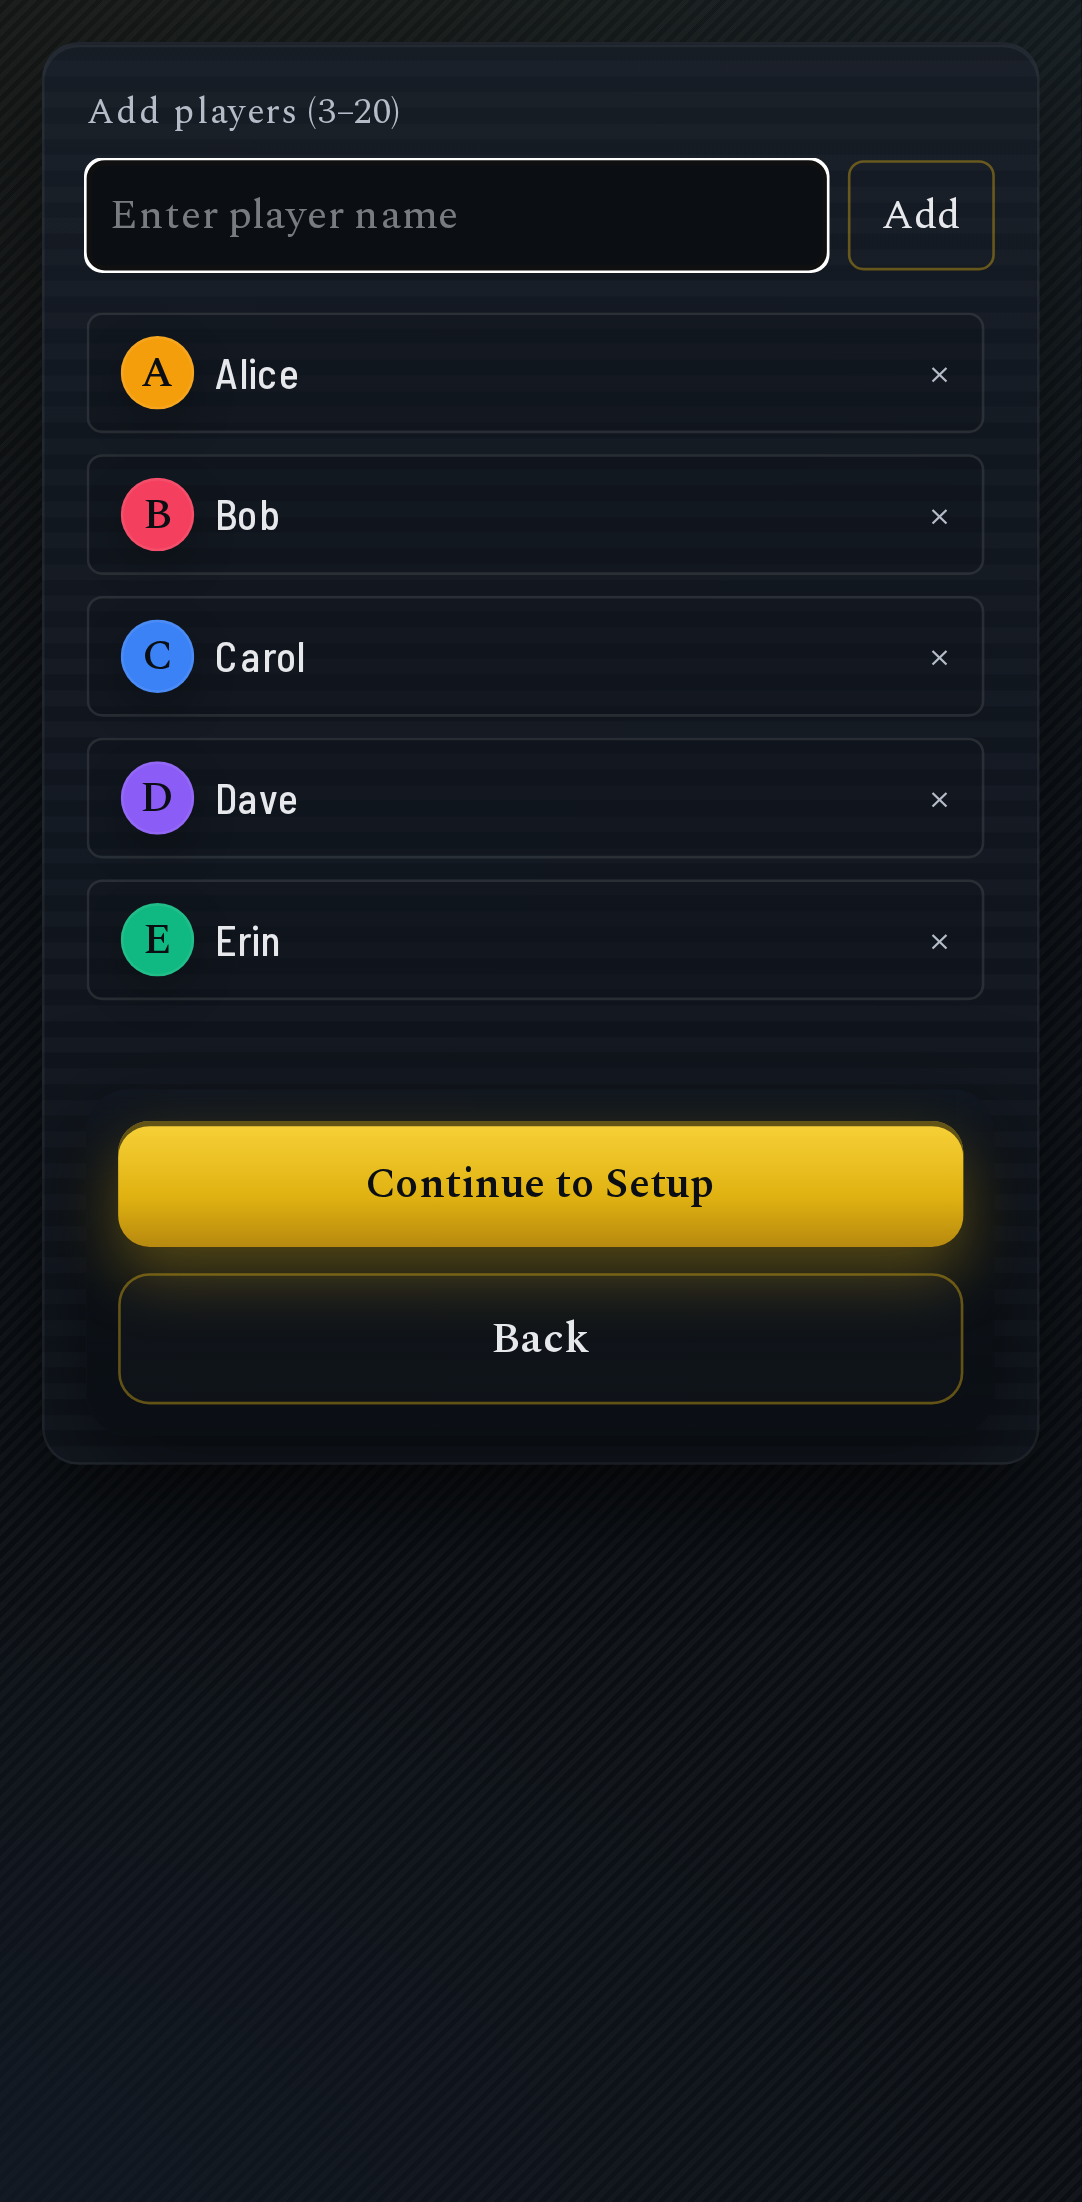 Add players (3–20)
Enter player name
Add
A Alice ×
B Bob ×
C Carol ×
D Dave ×
E Erin ×
Continue to Setup
Back